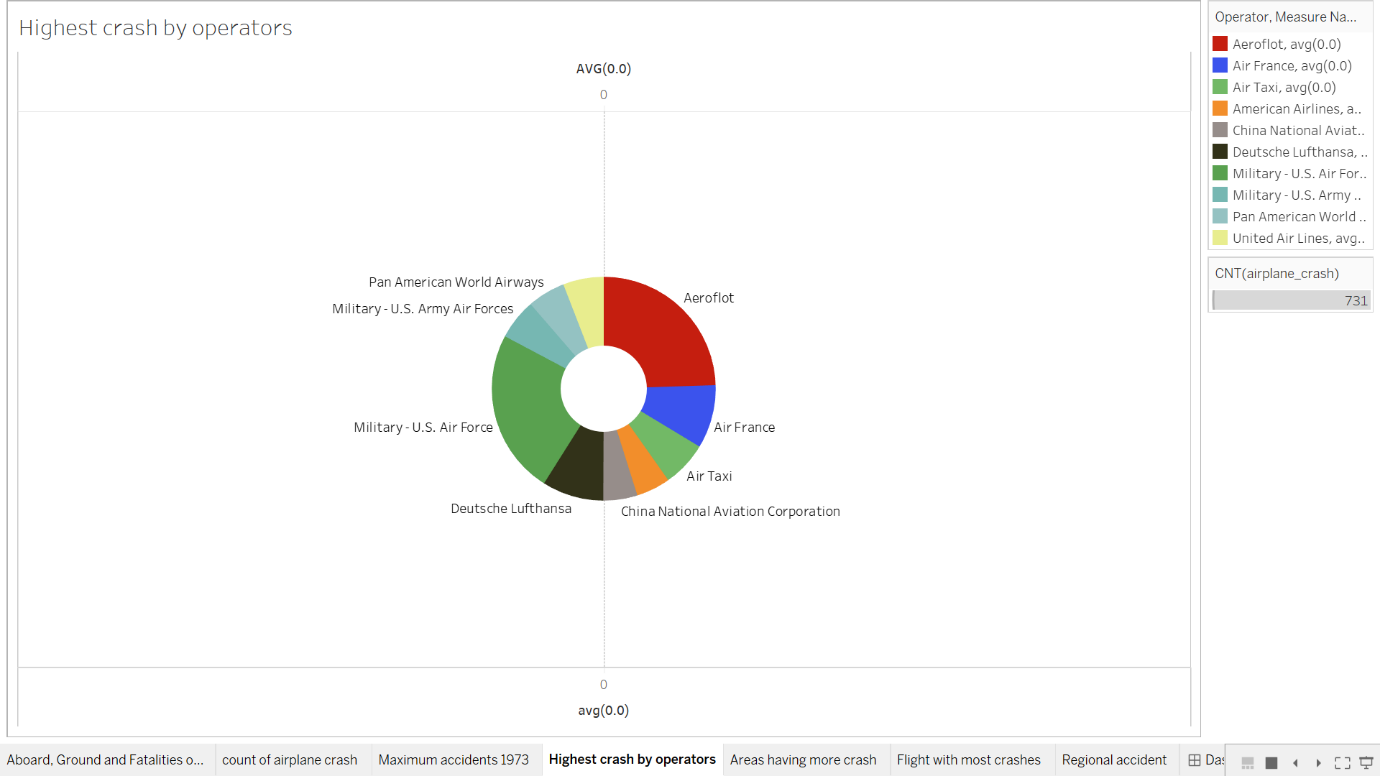 Highest crash by operators
AVG(0.0)
0
Pan American World Airways
Military - U.S. Army Air Forces
Aeroflot
Military - U.S. Air Force
Air France
Air Taxi
Deutsche Lufthansa
China National Aviation Corporation
0
avg(0.0)
Operator, Measure Na...
Aeroflot, avg(0.0)
Air France, avg(0.0)
Air Taxi, avg(0.0)
American Airlines, a..
China National Aviat..
Deutsche Lufthansa, ..
Military - U.S. Air For..
Military - U.S. Army ..
Pan American World ..
United Air Lines, avg..
CNT(airplane_crash)
731
Aboard, Ground and Fatalities o...
count of airplane crash
Maximum accidents 1973
Highest crash by operators
Areas having more crash
Flight with most crashes
Regional accident
Das